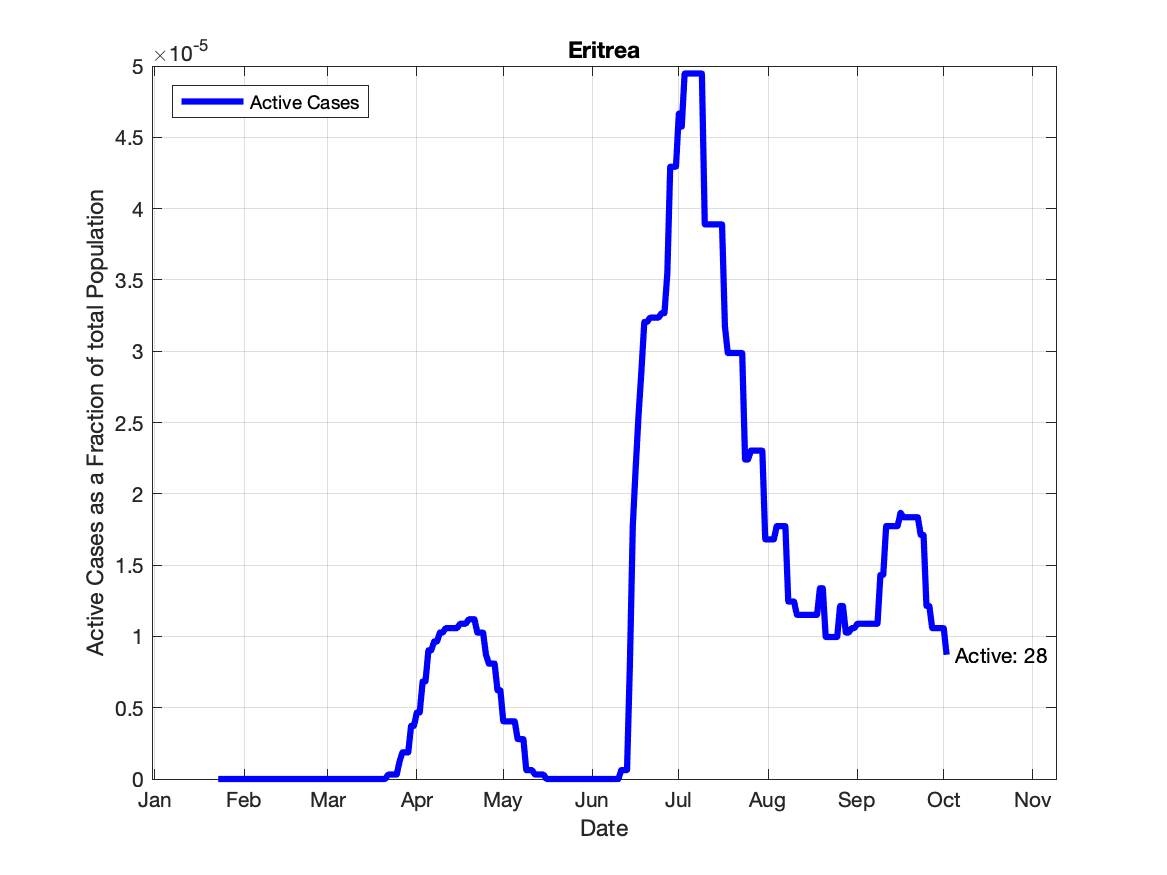 Eritrea
×10-5
Active Cases
5
4.5
4
3.5
3
2.5
2
1.5
1
0.5
0
Active Cases as a Fraction of total Population
Active: 28
Jan Feb Mar Apr May Jun Jul Aug Sep Oct Nov
Date